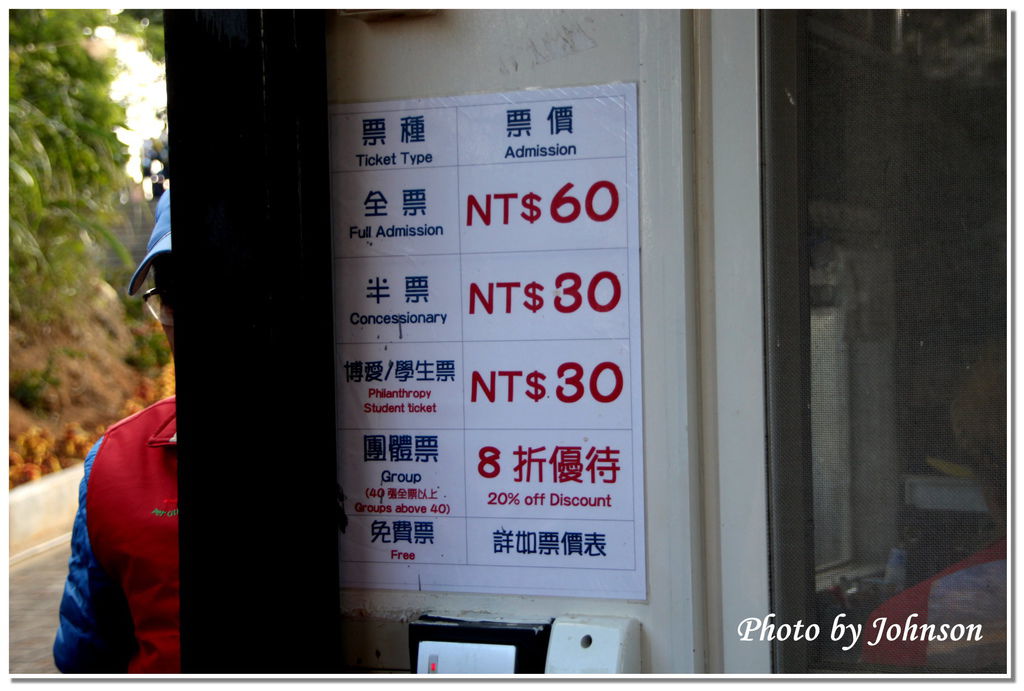 票種
Ticket Type
票價
Admission
全票
Full Admission
NT$60
半票
Concessionary
NT$30
博愛/學生票
Philanthropy
Student ticket
NT$30
團體票
Group
(40 張全票以上
Groups above 40)
8 折優待
20% off Discount
免費票
Free
詳如票價表
Photo by Johnson